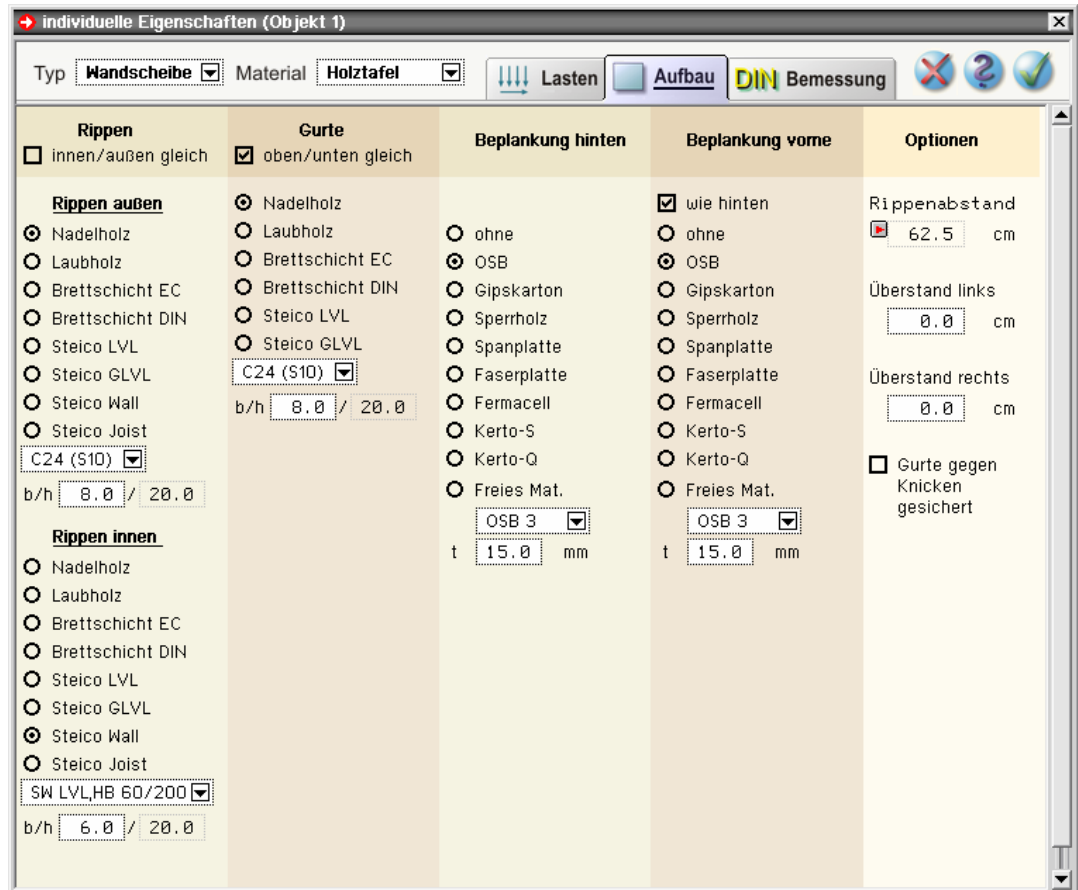 individuelle Eigenschaften (Objekt 1)
Typ Wandscheibe Material Holztafel Lasten Aufbau DIN Bemessung
Rippen
innen/außen gleich
Gurte
oben/unten gleich
Beplankung hinten
Beplankung vorne
Optionen
Rippen außen
Nadelholz
Laubholz
Brettschicht EC
Brettschicht DIN
Steico LVL
Steico GLVL
Steico Wall
Steico Joist
C24 (S10)
b/h 8.0 / 20.0
Rippen innen
Nadelholz
Laubholz
Brettschicht EC
Brettschicht DIN
Steico LVL
Steico GLVL
Steico Wall
Steico Joist
SW LVL,HB 60/200
b/h 6.0 / 20.0
Nadelholz
Laubholz
Brettschicht EC
Brettschicht DIN
Steico LVL
Steico GLVL
C24 (S10)
b/h 8.0 / 20.0
ohne
OSB
Gipskarton
Sperrholz
Spanplatte
Faserplatte
Fermacell
Kerto-S
Kerto-Q
Freies Mat.
OSB 3
t 15.0 mm
wie hinten
ohne
OSB
Gipskarton
Sperrholz
Spanplatte
Faserplatte
Fermacell
Kerto-S
Kerto-Q
Freies Mat.
OSB 3
t 15.0 mm
Rippenabstand
62.5 cm
Überstand links
0.0 cm
Überstand rechts
0.0 cm
Gurte gegen
Knicken
gesichert